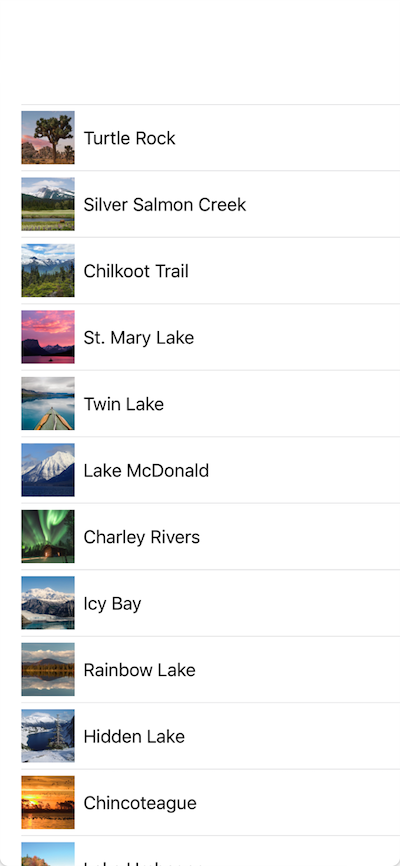 Turtle Rock
Silver Salmon Creek
Chilkoot Trail
St. Mary Lake
Twin Lake
Lake McDonald
Charley Rivers
Icy Bay
Rainbow Lake
Hidden Lake
Chincoteague